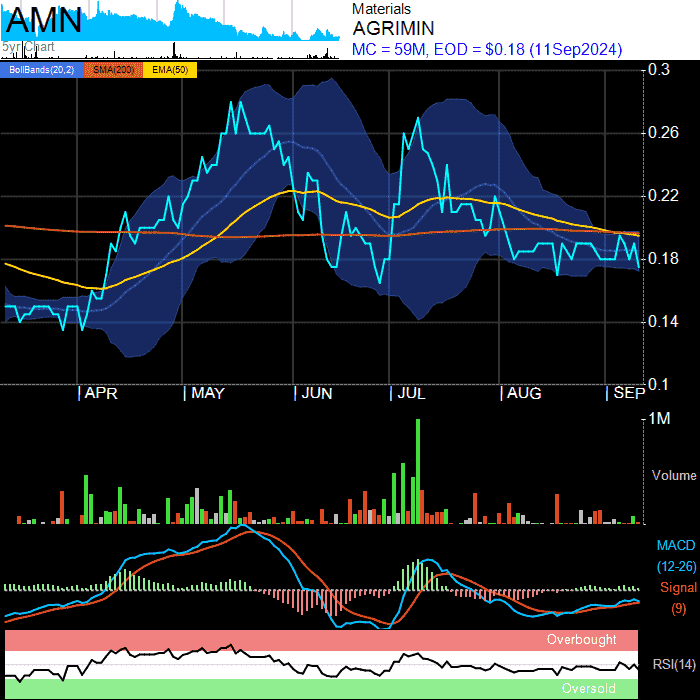 AMN
5yr Chart
Materials
AGRIMIN
MC = 59M, EOD = $0.18 (11Sep2024)
BollBands(20,2) SMA(200) EMA(50)
0.3
0.26
0.22
0.18
0.14
0.1
APR MAY JUN JUL AUG SEP
1M
Volume
MACD
(12-26)
Signal
(9)
Overbought
RSI(14)
Oversold